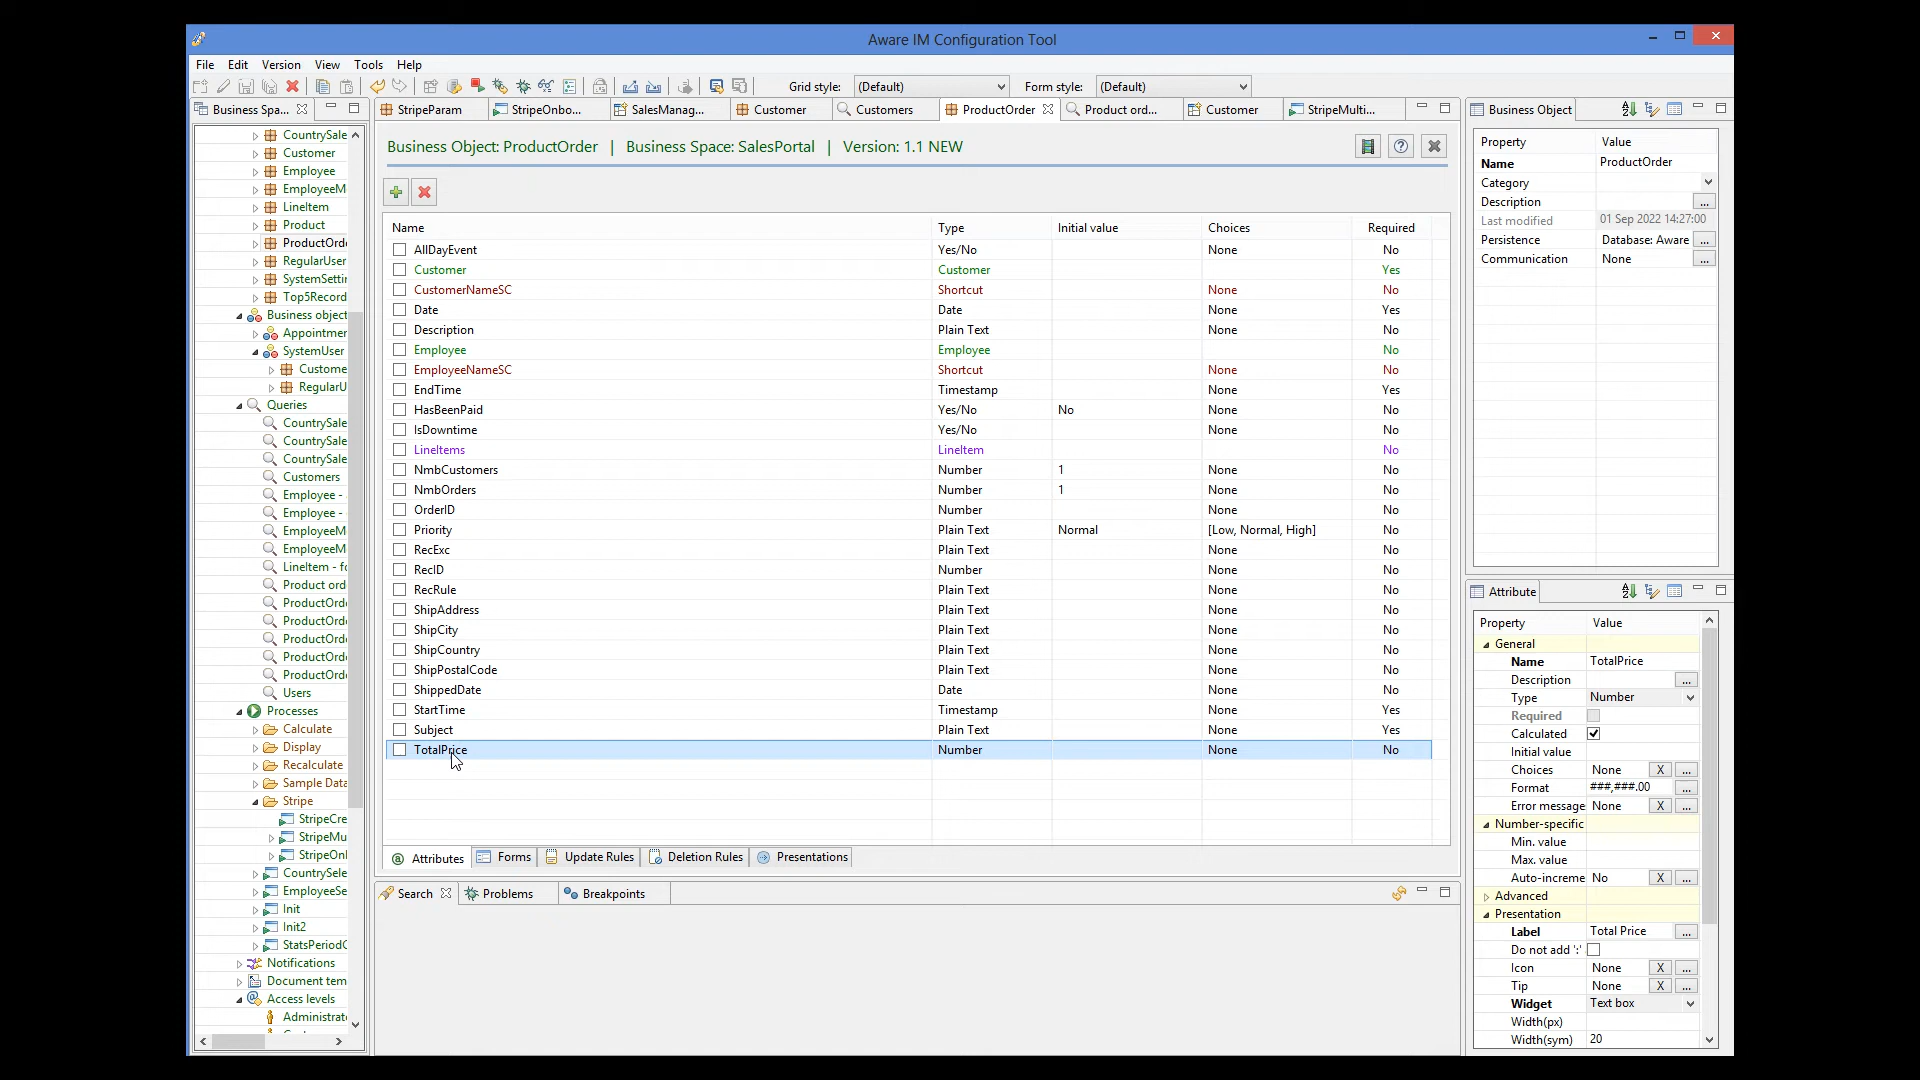 Aware IM Configuration Tool
File Edit Version View Tools Help
Grid style: (Default) Form style: (Default)
Business Spa...
StripeParam StripeOnbo... SalesManag... Customer Customers ProductOrder Product ord... Customer StripeMulti...
Business Object
CountrySale
Customer
Employee
EmployeeM
LineItem
Product
ProductOrde
RegularUser
SystemSettin
Top5Record
Business object
Appointmen
SystemUser
Custome
RegularU
Queries
CountrySale
CountrySale
CountrySale
Customers
Employee -
Employee -
EmployeeM
EmployeeM
LineItem - fo
Product ord
ProductOrde
ProductOrde
ProductOrde
ProductOrde
ProductOrde
Users
Processes
Calculate
Display
Recalculate
Sample Data
Stripe
StripeCre
StripeMu
StripeOnl
CountrySele
EmployeeSe
Init
Init2
StatsPeriodC
Notifications
Document tem
Access levels
Administrato
Business Object: ProductOrder | Business Space: SalesPortal | Version: 1.1 NEW
Name Type Initial value Choices Required
AllDayEvent Yes/No None No
Customer Customer Yes
CustomerNameSC Shortcut None No
Date Date None Yes
Description Plain Text None No
Employee Employee No
EmployeeNameSC Shortcut None No
EndTime Timestamp None Yes
HasBeenPaid Yes/No No None No
IsDowntime Yes/No None No
LineItems LineItem No
NmbCustomers Number 1 None No
NmbOrders Number 1 None No
OrderID Number None No
Priority Plain Text Normal [Low, Normal, High] No
RecExc Plain Text None No
RecID Number None No
RecRule Plain Text None No
ShipAddress Plain Text None No
ShipCity Plain Text None No
ShipCountry Plain Text None No
ShipPostalCode Plain Text None No
ShippedDate Date None No
StartTime Timestamp None Yes
Subject Plain Text None Yes
TotalPrice Number None No
Attributes Forms Update Rules Deletion Rules Presentations
Search Problems Breakpoints
Property Value
Name ProductOrder
Category
Description ...
Last modified 01 Sep 2022 14:27:00
Persistence Database: Aware ...
Communication None ...
Attribute
Property Value
General
Name TotalPrice
Description ...
Type Number
Required
Calculated
Initial value
Choices None X ...
Format ###,###.00 ...
Error message None X ...
Number-specific
Min. value
Max. value
Auto-increme No X ...
Advanced
Presentation
Label Total Price ...
Do not add ':'
Icon None X ...
Tip None X ...
Widget Text box
Width(px)
Width(sym) 20